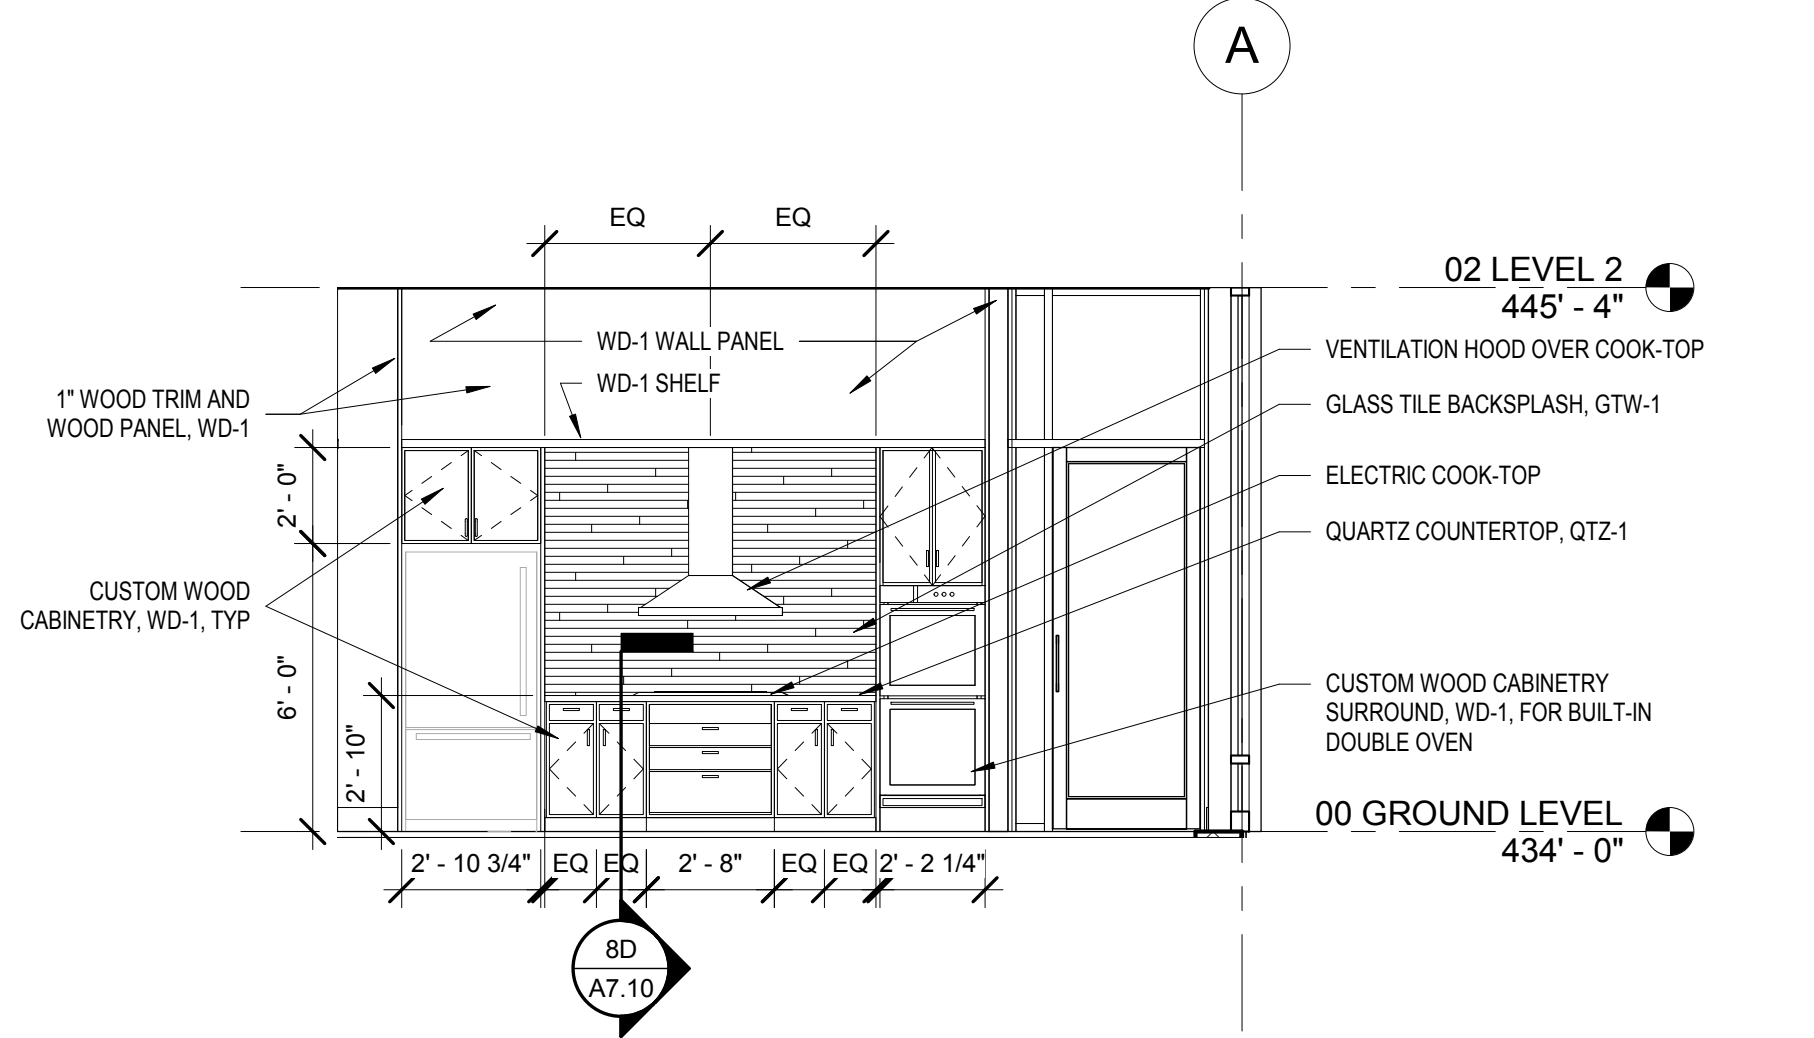 A
EQ
EQ
02 LEVEL 2
445' - 4"
WD-1 WALL PANEL
WD-1 SHELF
1" WOOD TRIM AND
WOOD PANEL, WD-1
VENTILATION HOOD OVER COOK-TOP
GLASS TILE BACKSPLASH, GTW-1
ELECTRIC COOK-TOP
QUARTZ COUNTERTOP, QTZ-1
2' - 0"
CUSTOM WOOD
CABINETRY, WD-1, TYP
6' - 0"
2' - 10"
CUSTOM WOOD CABINETRY
SURROUND, WD-1, FOR BUILT-IN
DOUBLE OVEN
00 GROUND LEVEL
434' - 0"
2' - 10 3/4"
EQ
EQ
2' - 8"
EQ
EQ
2' - 2 1/4"
8D
A7.10